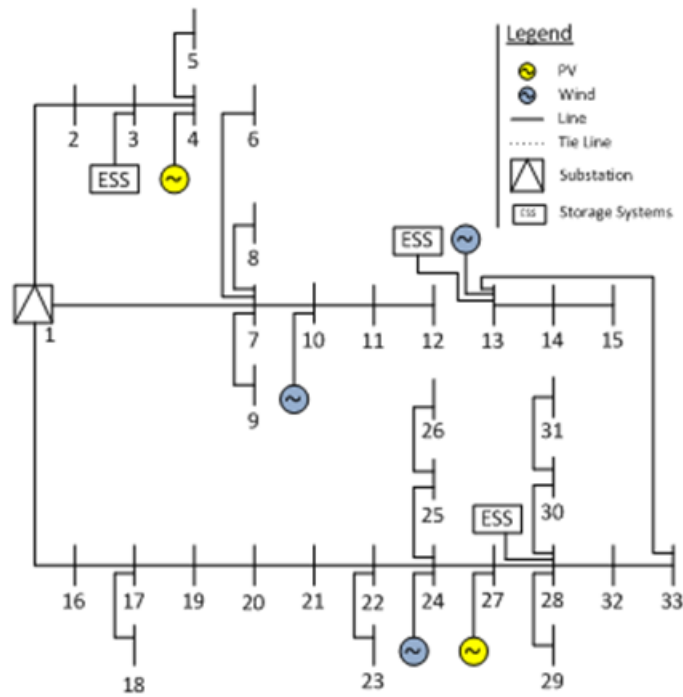 Legend
PV
Wind
Line
Tie Line
Substation
ESS Storage Systems
5
2 3 4 6
ESS
8
ESS
1 7 10 11 12 13 14 15
9
26 31
25 ESS 30
16 17 19 20 21 22 24 27 28 32 33
18 23 29